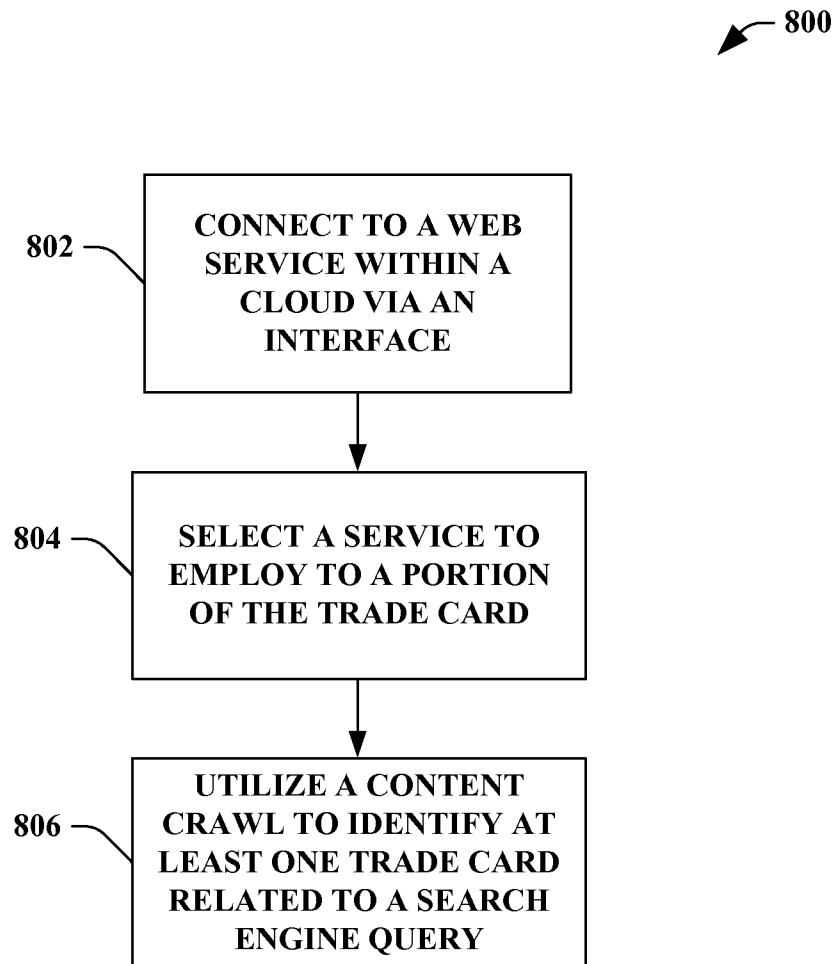 800
802
CONNECT TO A WEB
SERVICE WITHIN A
CLOUD VIA AN
INTERFACE
804
SELECT A SERVICE TO
EMPLOY TO A PORTION
OF THE TRADE CARD
806
UTILIZE A CONTENT
CRAWL TO IDENTIFY AT
LEAST ONE TRADE CARD
RELATED TO A SEARCH
ENGINE QUERY